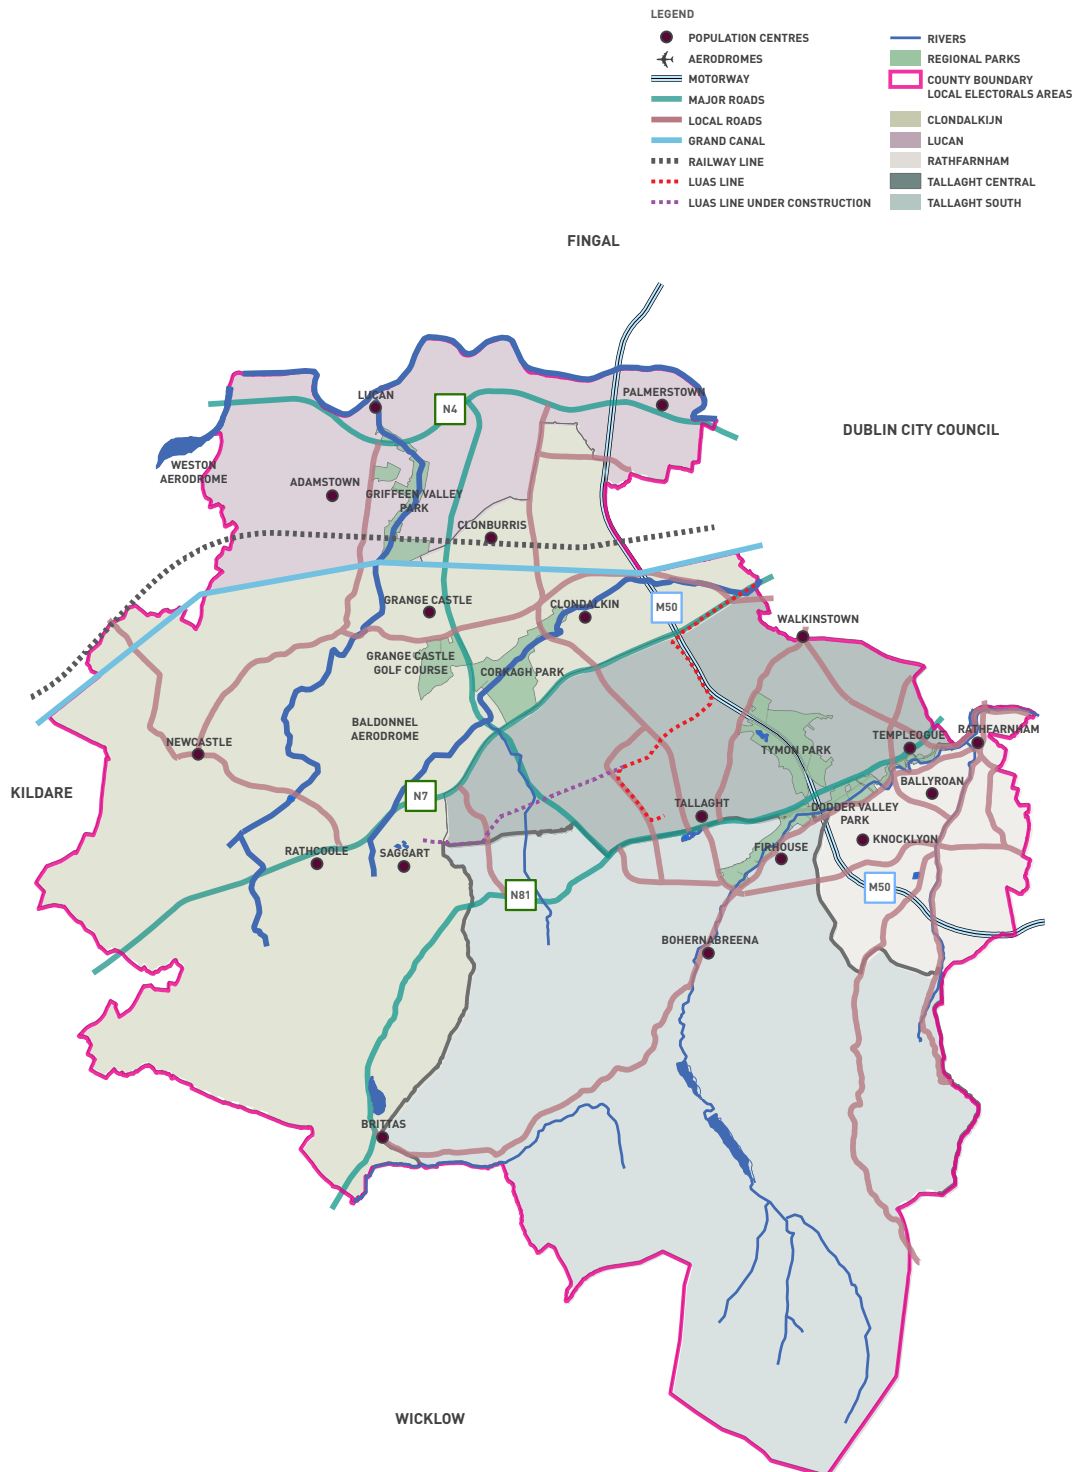 LEGEND
POPULATION CENTRES
AERODROMES
MOTORWAY
MAJOR ROADS
LOCAL ROADS
GRAND CANAL
RAILWAY LINE
LUAS LINE
LUAS LINE UNDER CONSTRUCTION
RIVERS
REGIONAL PARKS
COUNTY BOUNDARY
LOCAL ELECTORALS AREAS
CLONDALKIJN
LUCAN
RATHFARNHAM
TALLAGHT CENTRAL
TALLAGHT SOUTH
FINGAL
LUCAN
N4
PALMERSTOWN
DUBLIN CITY COUNCIL
WESTON
AERODROME
ADAMSTOWN
GRIFFEEN VALLEY
PARK
CLONBURRIS
GRANGE CASTLE
CLONDALKIN
M50
WALKINSTOWN
GRANGE CASTLE
GOLF COURSE
CORKAGH PARK
BALDONNEL
AERODROME
NEWCASTLE
TYMON PARK
TEMPLEOGUE
RATHFARNHAM
KILDARE
N7
BALLYROAN
TALLAGHT
DODDER VALLEY
PARK
RATHCOOLE
SAGGART
FIRHOUSE
KNOCKLYON
N81
M50
BOHERNABREENA
BRITTAS
WICKLOW